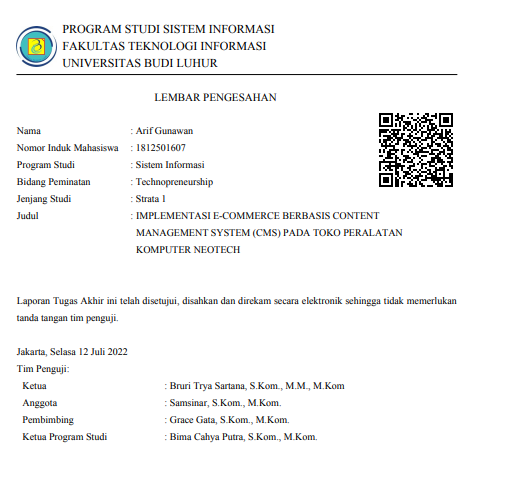 PROGRAM STUDI SISTEM INFORMASI
FAKULTAS TEKNOLOGI INFORMASI
UNIVERSITAS BUDI LUHUR
LEMBAR PENGESAHAN
Nama : Arif Gunawan
Nomor Induk Mahasiswa : 1812501607
Program Studi : Sistem Informasi
Bidang Peminatan : Technopreneurship
Jenjang Studi : Strata 1
Judul : IMPLEMENTASI E-COMMERCE BERBASIS CONTENT
MANAGEMENT SYSTEM (CMS) PADA TOKO PERALATAN
KOMPUTER NEOTECH
Laporan Tugas Akhir ini telah disetujui, disahkan dan direkam secara elektronik sehingga tidak memerlukan
tanda tangan tim penguji.
Jakarta, Selasa 12 Juli 2022
Tim Penguji:
Ketua : Bruri Trya Sartana, S.Kom., M.M., M.Kom
Anggota : Samsinar, S.Kom., M.Kom.
Pembimbing : Grace Gata, S.Kom., M.Kom.
Ketua Program Studi : Bima Cahya Putra, S.Kom., M.Kom.